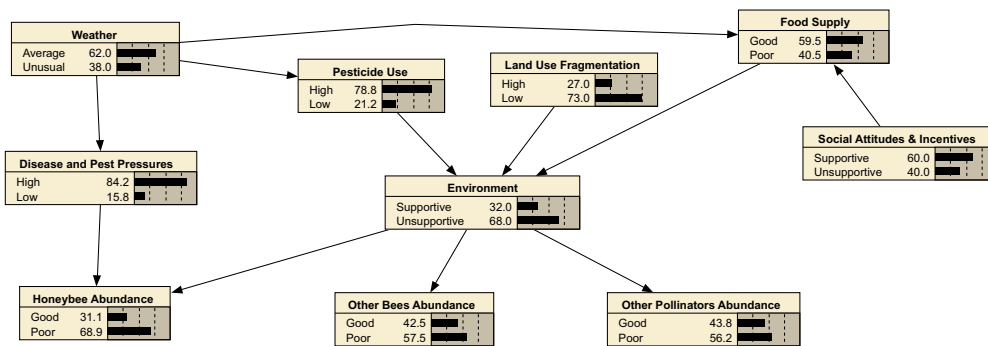 Weather
Average 62.0
Unusual 38.0
Food Supply
Good 59.5
Poor 40.5
Pesticide Use
High 78.8
Low 21.2
Land Use Fragmentation
High 27.0
Low 73.0
Social Attitudes & Incentives
Supportive 60.0
Unsupportive 40.0
Disease and Pest Pressures
High 84.2
Low 15.8
Environment
Supportive 32.0
Unsupportive 68.0
Honeybee Abundance
Good 31.1
Poor 68.9
Other Bees Abundance
Good 42.5
Poor 57.5
Other Pollinators Abundance
Good 43.8
Poor 56.2